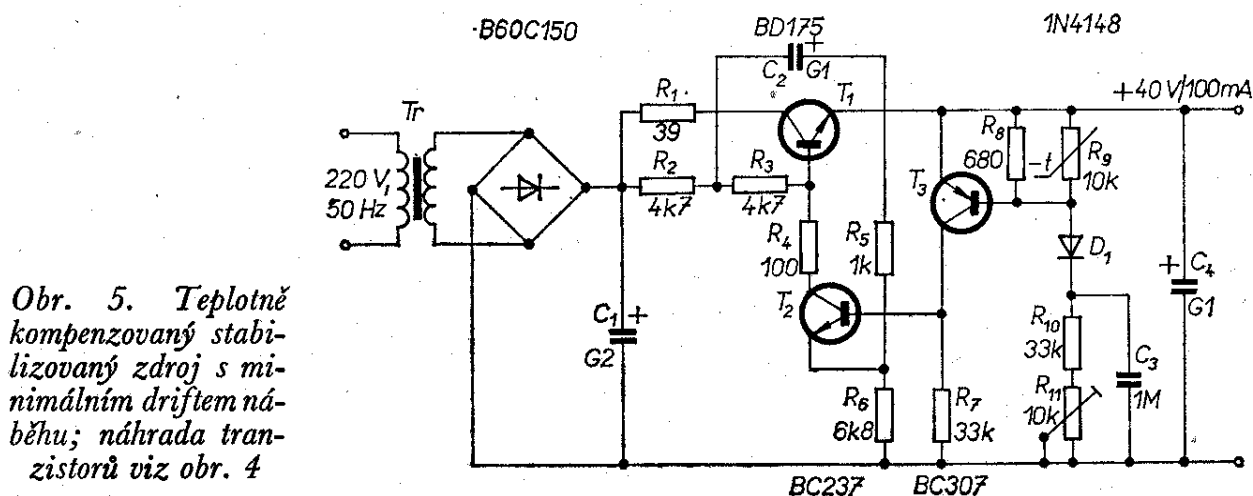 B60C150
BD175
1N4148
C2
+
G1
T1
+40V/100mA
Tr
R1
39
R8
680
-t
R9
10k
220 V,
50 Hz
R2
4k7
R3
4k7
T3
R4
100
R5
1k
D1
C4
+
G1
T2
C1
+
G2
R10
33k
C3
1M
R11
10k
R6
6k8
R7
33k
BC237
BC307
Obr. 5. Teplotně
kompenzovaný stabi-
lizovaný zdroj s mi-
nimálním driftem ná-
běhu; náhrada tran-
zistorů viz obr. 4